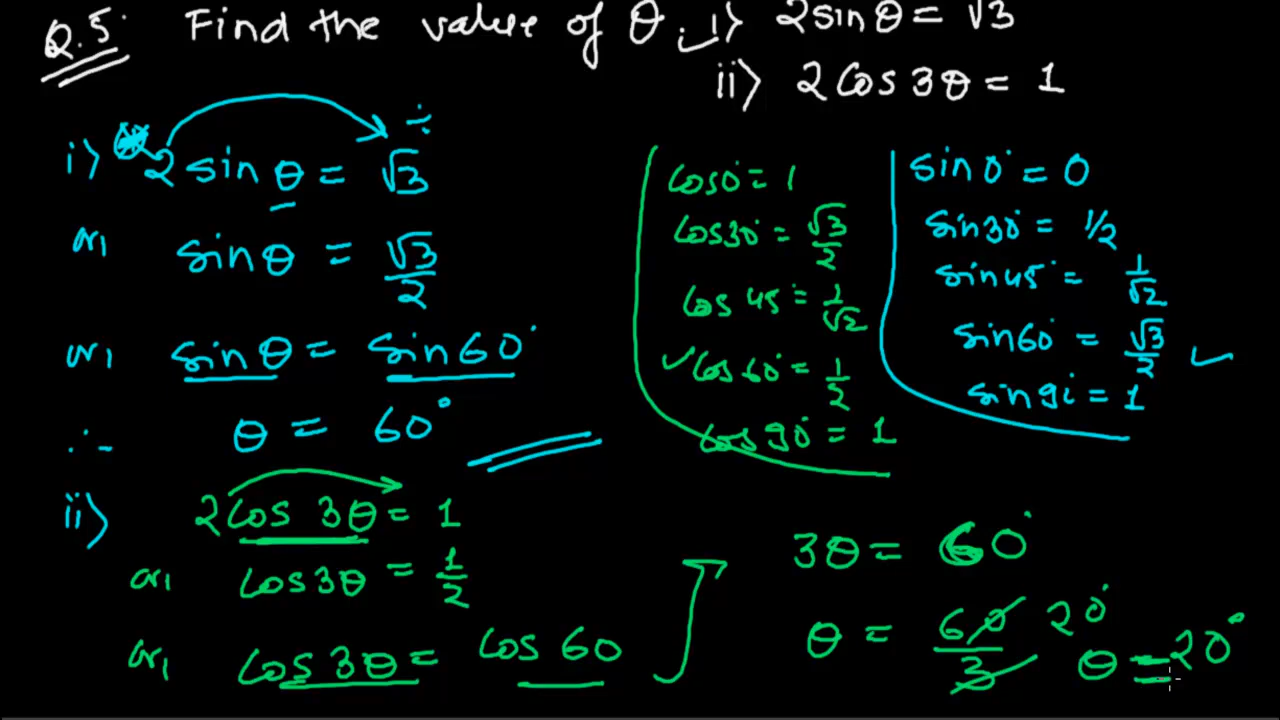 Q.5 Find the value of θ. i) 2sinθ = √3
ii) 2cos3θ = 1
i) 2sinθ = √3 ÷
or, sinθ = √3/2
or, sinθ = sin60°
∴ θ = 60°
cos0° = 1
cos30° = √3/2
cos45° = 1/√2
✓cos60° = 1/2
cos90° = 1
sin0° = 0
sin30° = 1/2
sin45° = 1/√2
sin60° = √3/2 ✓
sin90° = 1
ii) 2cos3θ = 1
or, cos3θ = 1/2
or, cos3θ = cos60
3θ = 60°
θ = 60/3 20°
θ = 20°